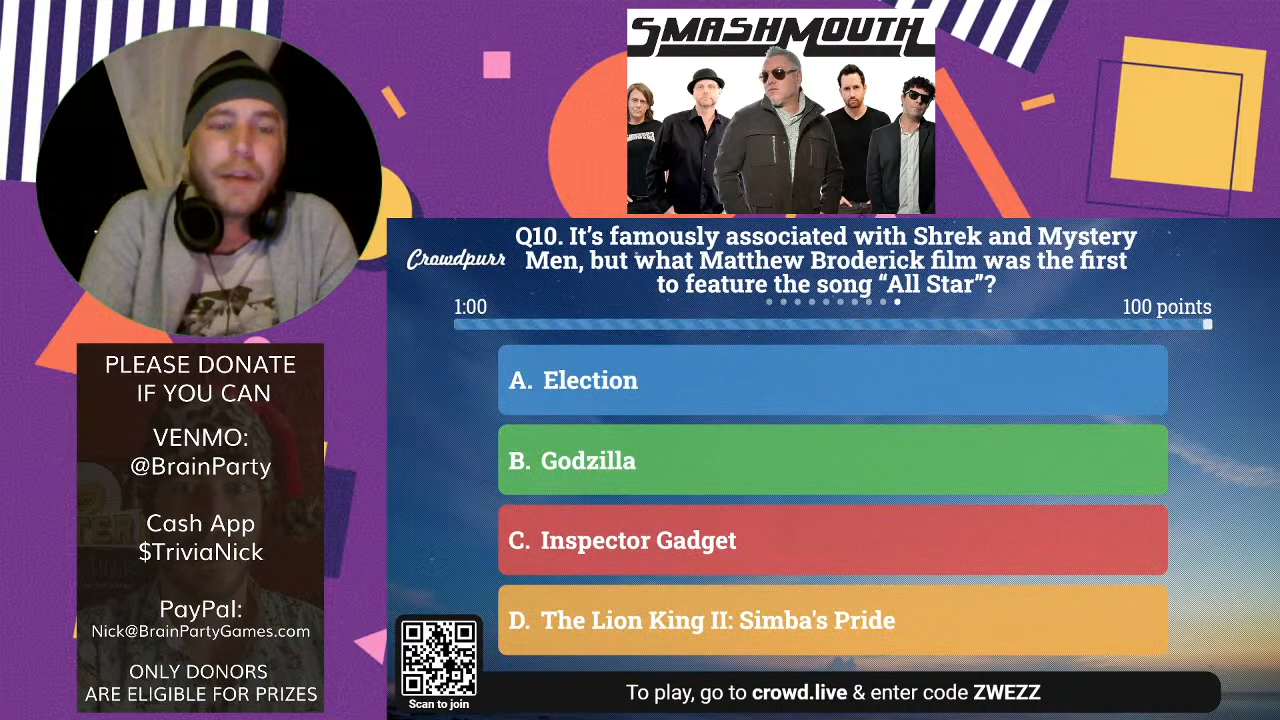 SMASHMOUTH
Q10. It's famously associated with Shrek and Mystery
Men, but what Matthew Broderick film was the first
to feature the song “All Star”?
Crowdpurr
1:00
100 points
A. Election
B. Godzilla
C. Inspector Gadget
D. The Lion King II: Simba's Pride
PLEASE DONATE
IF YOU CAN
VENMO:
@BrainParty
Cash App
$TriviaNick
PayPal:
Nick@BrainPartyGames.com
ONLY DONORS
ARE ELIGIBLE FOR PRIZES
Scan to join
To play, go to crowd.live & enter code ZWEZZ